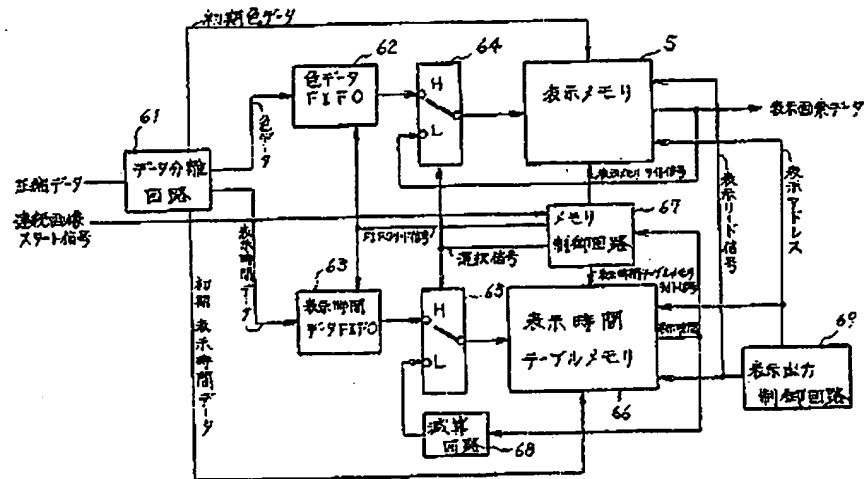 初期色データ
62
色データ
FIFO
64
H
L
5
表示メモリ
表示画素データ
61
データ分離
回路
圧縮データ
色データ
連続画像
スタート信号
表示時間データ
初期表示時間データ
FIFOリード信号
選択信号
表示メモリライト信号
67
メモリ
制御回路
表示時間テーブルメモリ
ライト信号
表示リード信号
表示アドレス
63
表示時間
データFIFO
65
H
L
表示時間
テーブルメモリ
66
表示時間
69
表示出力
制御回路
減算
回路
68